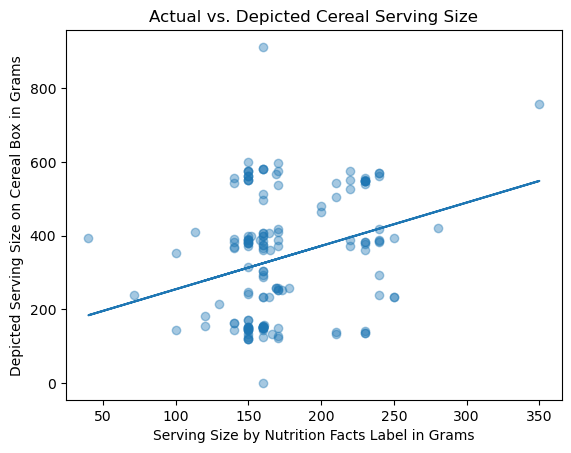 Actual vs. Depicted Cereal Serving Size
Depicted Serving Size on Cereal Box in Grams
800
600
400
200
0
50 100 150 200 250 300 350
Serving Size by Nutrition Facts Label in Grams